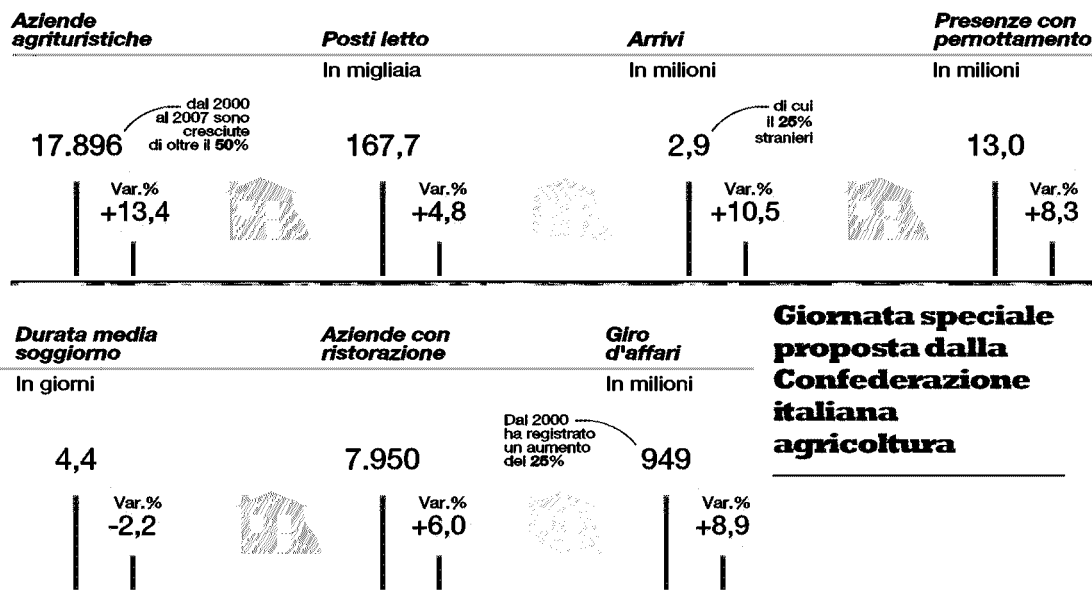 Aziende
agrituristiche
Posti letto
Arrivi
Presenze con
pernottamento
In migliaia
In milioni
In milioni
17.896
dal 2000
al 2007 sono
cresciute
di oltre il 50%
167,7
2,9
di cui
il 25%
stranieri
13,0
Var.%
+13,4
Var.%
+4,8
Var.%
+10,5
Var.%
+8,3
Durata media
soggiorno
Aziende con
ristorazione
Giro
d'affari
In giorni
In milioni
4,4
7.950
Dal 2000
ha registrato
un aumento
del 25%
949
Var.%
-2,2
Var.%
+6,0
Var.%
+8,9
Giornata speciale
proposta dalla
Confederazione
italiana
agricoltura